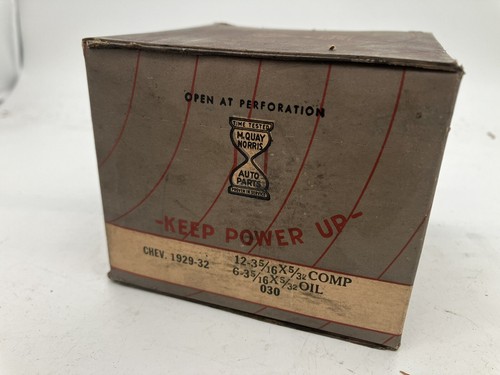 OPEN AT PERFORATION
TIME TESTED
McQUAY
NORRIS
AUTO
PARTS
-KEEP POWER UP-
CHEV. 1929-32
12-3 5/16 X 5/32 COMP
6-3 5/16 X 5/32 OIL
030